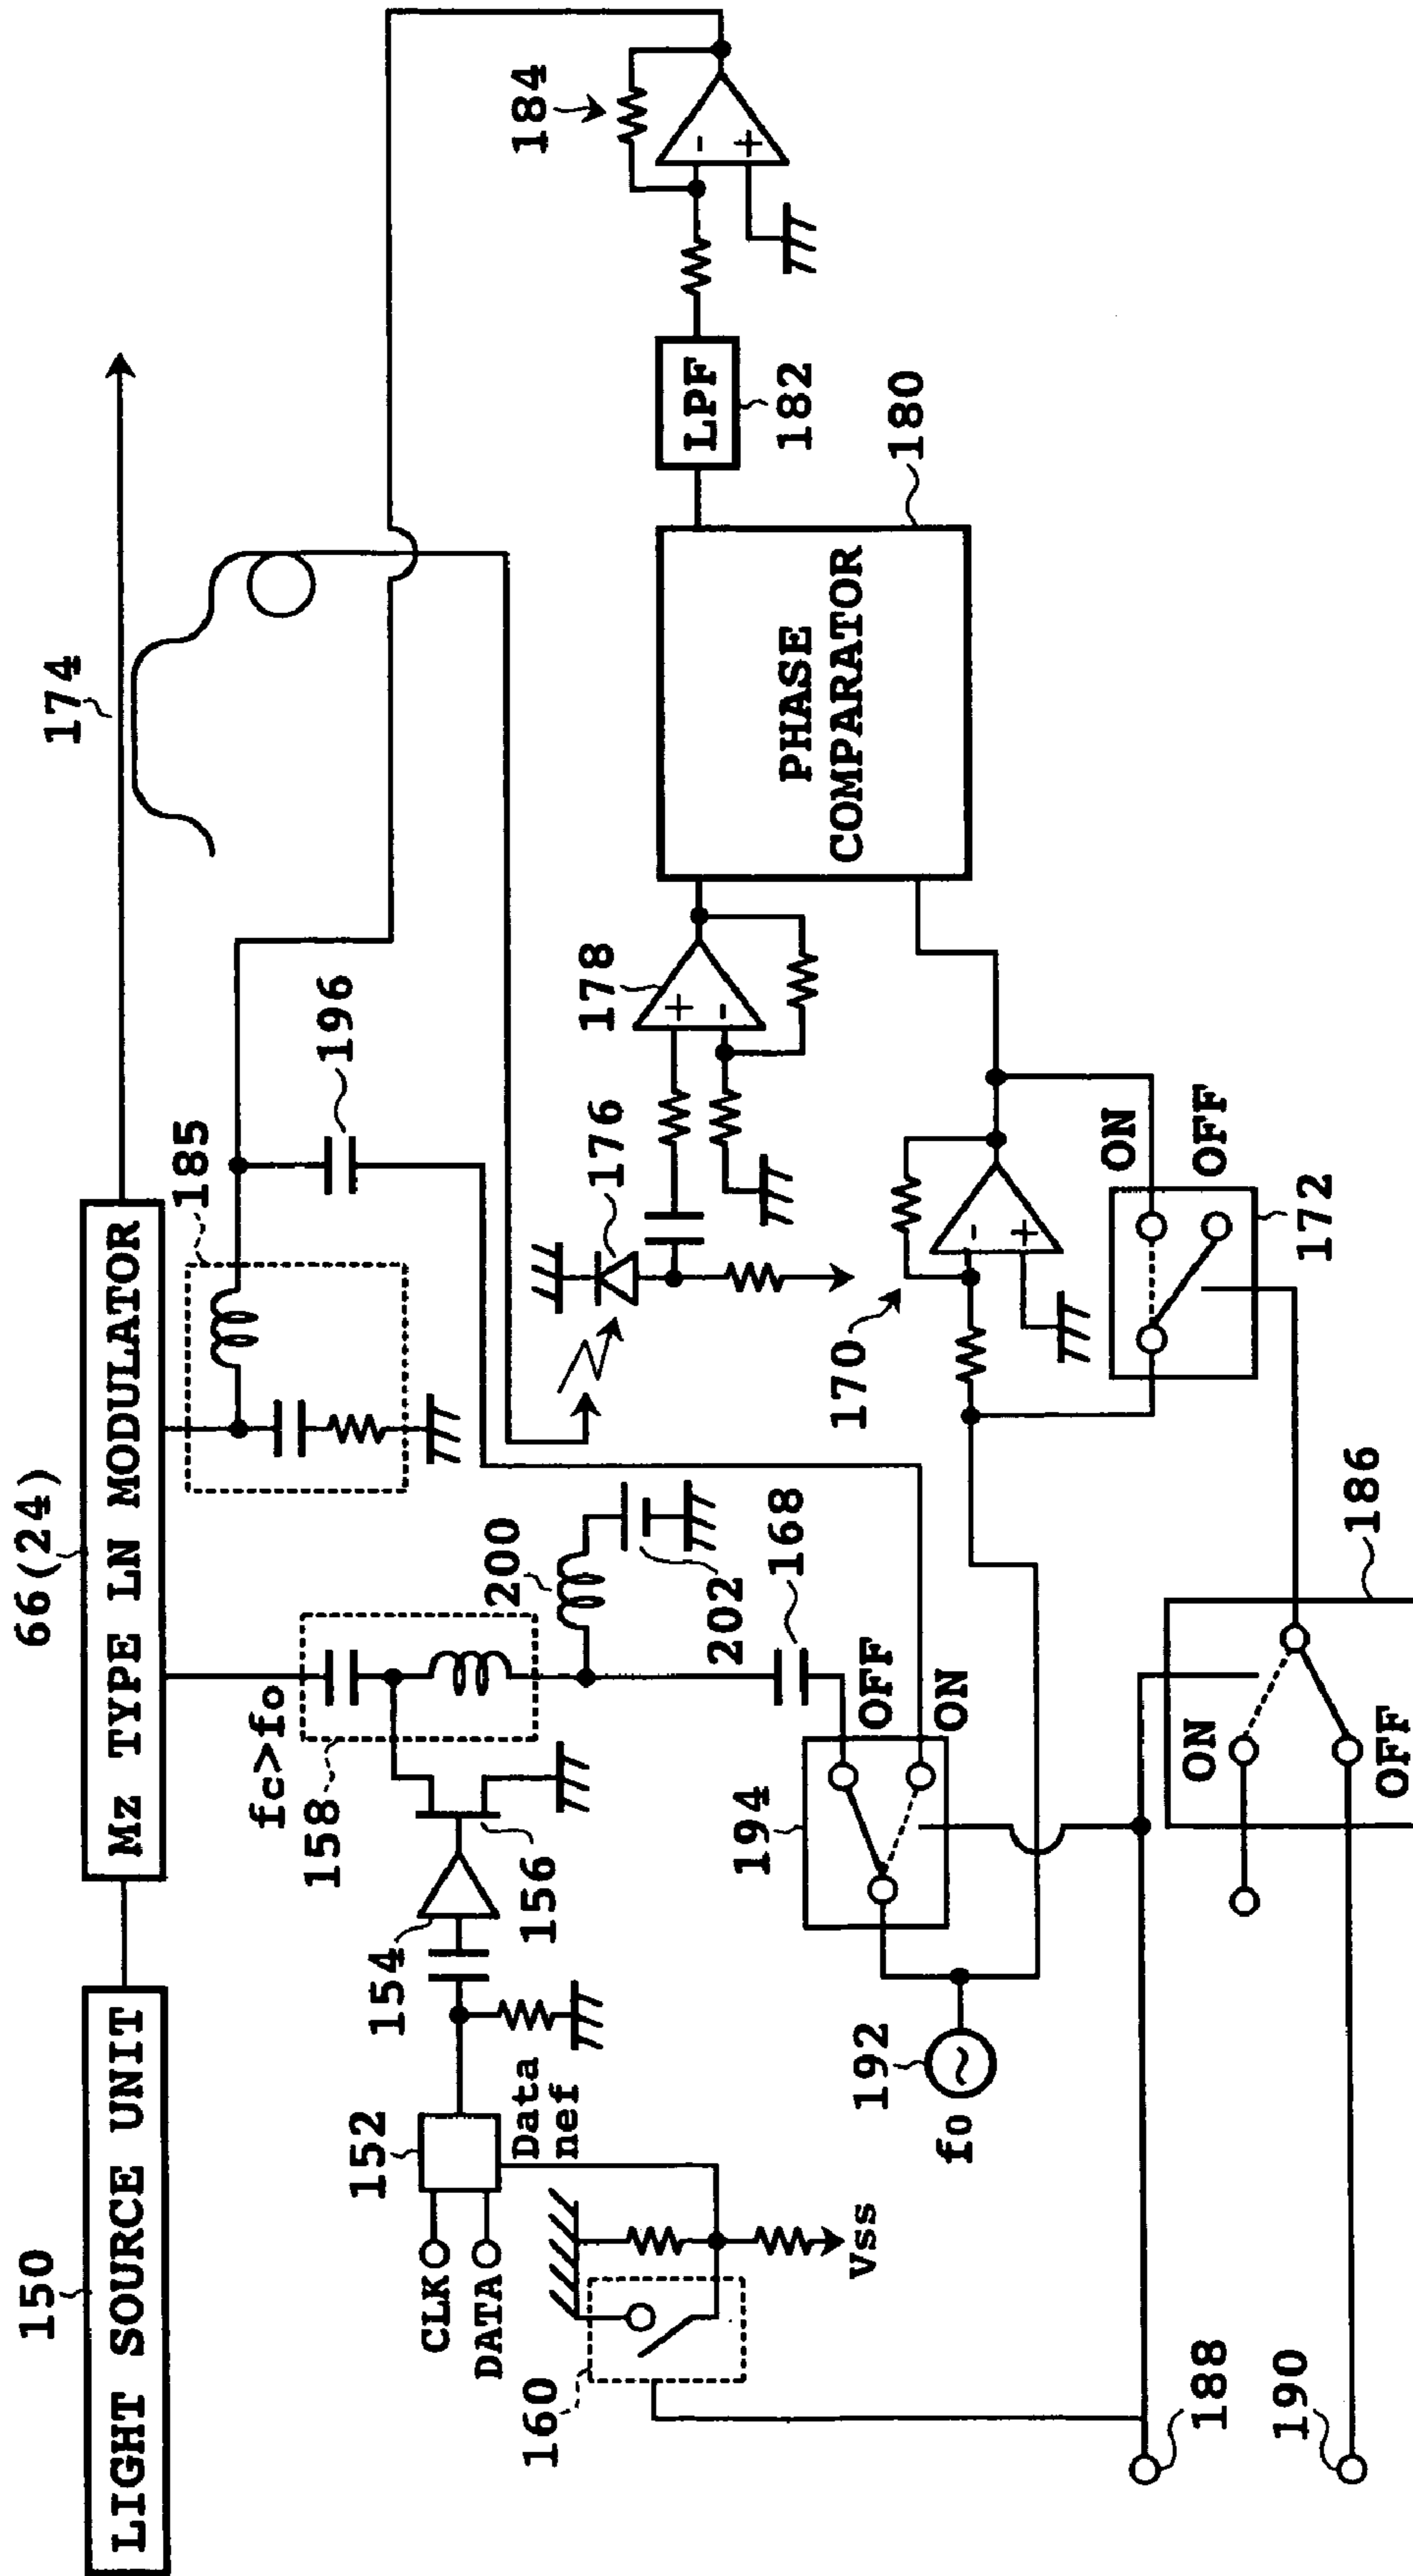 150
LIGHT SOURCE UNIT
66(24)
Mz TYPE LN MODULATOR
174
fc>fo
158
185
196
184
152
CLK
DATA
Data
nef
154
156
200
202
168
176
178
LPF
182
160
Vss
192
f0
194
OFF
ON
170
PHASE
COMPARATOR
180
ON
OFF
172
188
190
ON
OFF
186
- +
+ -
- +